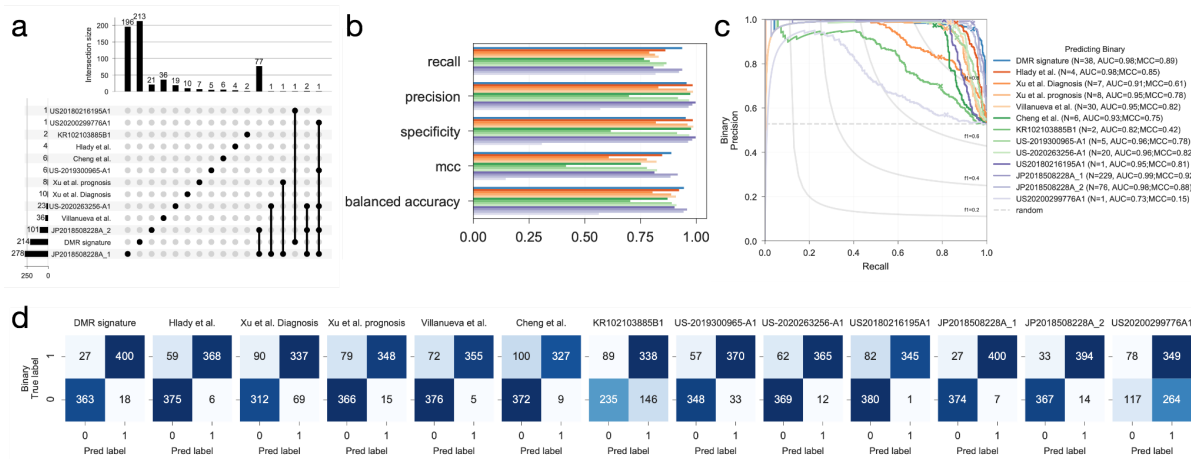 a
196 213
200
150
100
50
0
Intersection size
21 36 19 10 7 5 6 4 2 77 1 1 1 2 1
1 US20180216195A1
1 US20200299776A1
2 KR102103885B1
4 Hlady et al.
6 Cheng et al.
6 US-2019300965-A1
8 Xu et al. prognosis
10 Xu et al. Diagnosis
23 US-2020263256-A1
36 Villanueva et al.
101 JP2018508228A_2
214 DMR signature
278 JP2018508228A_1
250 0
b
recall
precision
specificity
mcc
balanced accuracy
0.00 0.25 0.50 0.75 1.00
c
1.0
0.8
0.6
0.4
0.2
0.0
Binary
Precision
0.0 0.2 0.4 0.6 0.8 1.0
Recall
f1=0.6
f1=0.4
f1=0.2
Predicting Binary
DMR signature (N=38, AUC=0.98;MCC=0.89)
Hlady et al. (N=4, AUC=0.98;MCC=0.85)
Xu et al. Diagnosis (N=7, AUC=0.91;MCC=0.61)
Xu et al. prognosis (N=8, AUC=0.95;MCC=0.78)
Villanueva et al. (N=30, AUC=0.95;MCC=0.82)
Cheng et al. (N=6, AUC=0.93;MCC=0.75)
KR102103885B1 (N=2, AUC=0.82;MCC=0.42)
US-2019300965-A1 (N=5, AUC=0.96;MCC=0.78)
US-2020263256-A1 (N=20, AUC=0.96;MCC=0.82
US20180216195A1 (N=1, AUC=0.95;MCC=0.81)
JP2018508228A_1 (N=229, AUC=0.99;MCC=0.92
JP2018508228A_2 (N=76, AUC=0.98;MCC=0.88)
US20200299776A1 (N=1, AUC=0.73;MCC=0.15)
random
d
DMR signature Hlady et al. Xu et al. Diagnosis Xu et al. prognosis Villanueva et al. Cheng et al. KR102103885B1 US-2019300965-A1 US-2020263256-A1 US20180216195A1 JP2018508228A_1 JP2018508228A_2 US20200299776A1
1 27 400 59 368 90 337 79 348 72 355 100 327 89 338 57 370 62 365 82 345 27 400 33 394 78 349
Binary
True label
0 363 18 375 6 312 69 366 15 376 5 372 9 235 146 348 33 369 12 380 1 374 7 367 14 117 264
0 1 0 1 0 1 0 1 0 1 0 1 0 1 0 1 0 1 0 1 0 1 0 1 0 1
Pred label Pred label Pred label Pred label Pred label Pred label Pred label Pred label Pred label Pred label Pred label Pred label Pred label